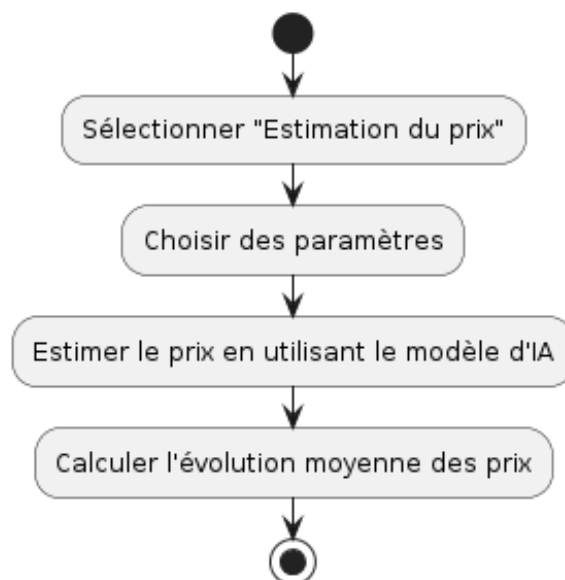 Sélectionner "Estimation du prix"
Choisir des paramètres
Estimer le prix en utilisant le modèle d'IA
Calculer l'évolution moyenne des prix